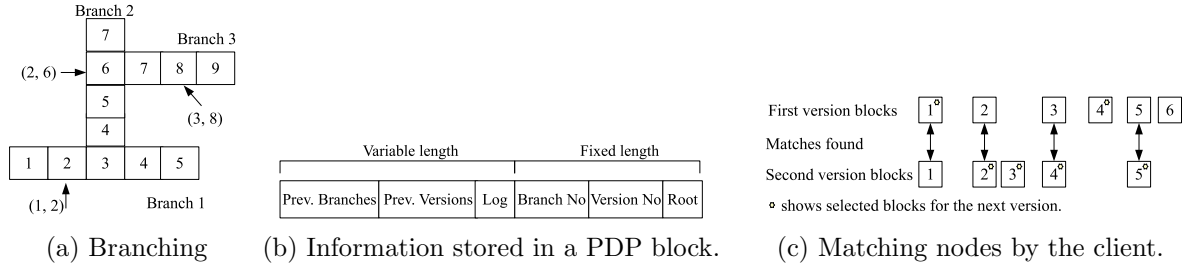 Branch 2
7
Branch 3
(2, 6)
6 7 8 9
5
(3, 8)
4
1 2 3 4 5
(1, 2)
Branch 1
(a) Branching
Variable length Fixed length
Prev. Branches Prev. Versions Log Branch No Version No Root
(b) Information stored in a PDP block.
First version blocks 1 2 3 4 5 6
Matches found
Second version blocks 1 2 3 4 5
shows selected blocks for the next version.
(c) Matching nodes by the client.